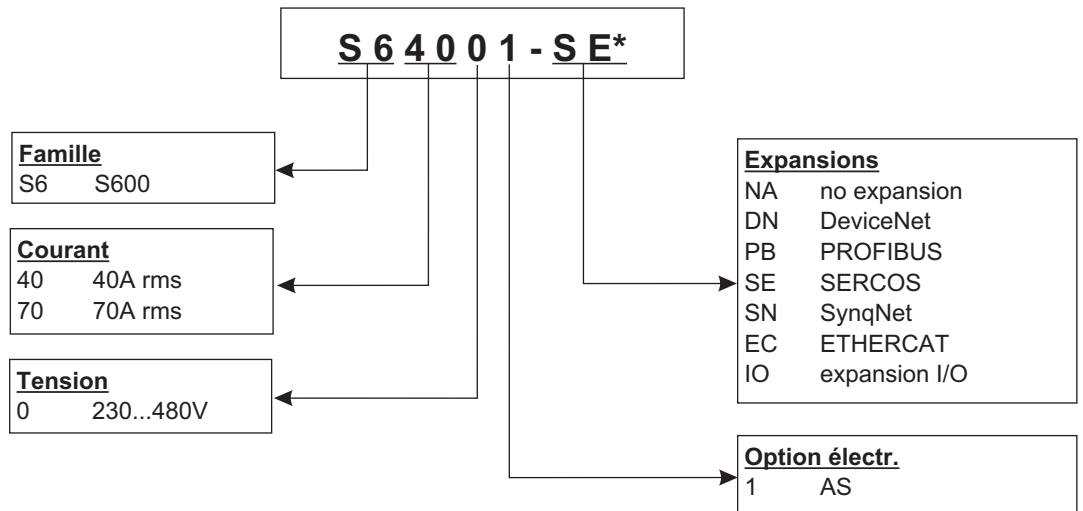 S 6 4 0 0 1 - S E*
Famille
S6 S600
Courant
40 40A rms
70 70A rms
Tension
0 230...480V
Expansions
NA no expansion
DN DeviceNet
PB PROFIBUS
SE SERCOS
SN SynqNet
EC ETHERCAT
IO expansion I/O
Option électr.
1 AS